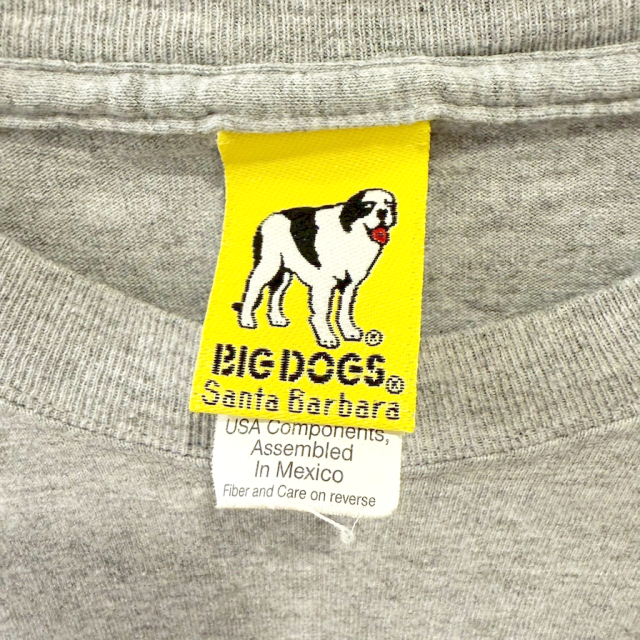 ®
BIG DOGS®
Santa Barbara
USA Components,
Assembled
In Mexico
Fiber and Care on reverse